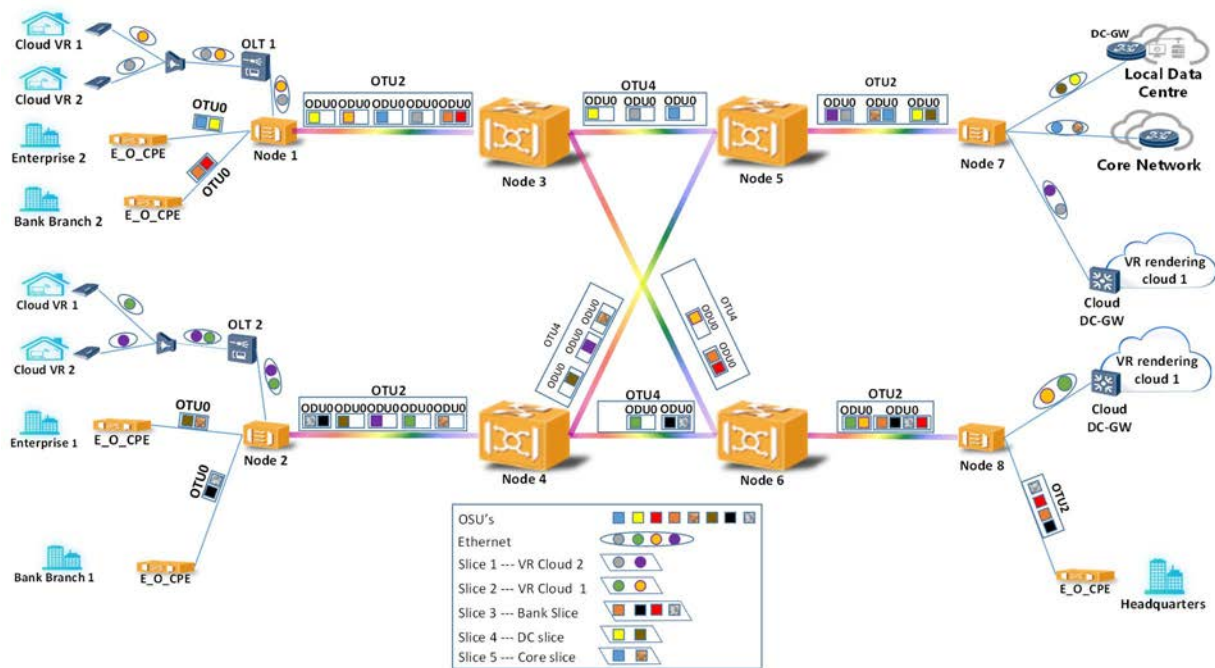 Cloud VR 1
Cloud VR 2
OLT 1
OTU0
Enterprise 2
E_O_CPE
OTU0
Bank Branch 2
E_O_CPE
Node 1
OTU2
ODU0 ODU0 ODU0 ODU0 ODU0
Node 3
OTU4
ODU0 ODU0 ODU0
Node 5
OTU2
ODU0 ODU0 ODU0
Node 7
DC-GW
Local Data
Centre
Core Network
VR rendering
cloud 1
Cloud
DC-GW
Cloud VR 1
Cloud VR 2
OLT 2
OTU0
Enterprise 1
E_O_CPE
OTU0
Bank Branch 1
E_O_CPE
Node 2
OTU2
ODU0 ODU0 ODU0 ODU0 ODU0
Node 4
OTU4
ODU0
ODU0
ODU0
OTU4
ODU0
ODU0
OTU4
ODU0 ODU0
Node 6
OTU2
ODU0 ODU0
Node 8
VR rendering
cloud 1
Cloud
DC-GW
OTU2
E_O_CPE
Headquarters
OSU's
Ethernet
Slice 1 --- VR Cloud 2
Slice 2 --- VR Cloud 1
Slice 3 --- Bank Slice
Slice 4 --- DC slice
Slice 5 --- Core slice